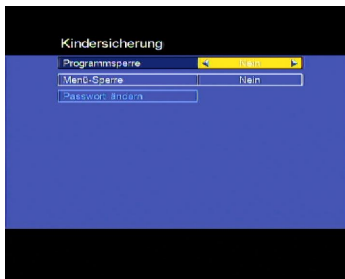 Kindersicherung
Programmsperre Nein
Menü-Sperre Nein
Passwort ändern